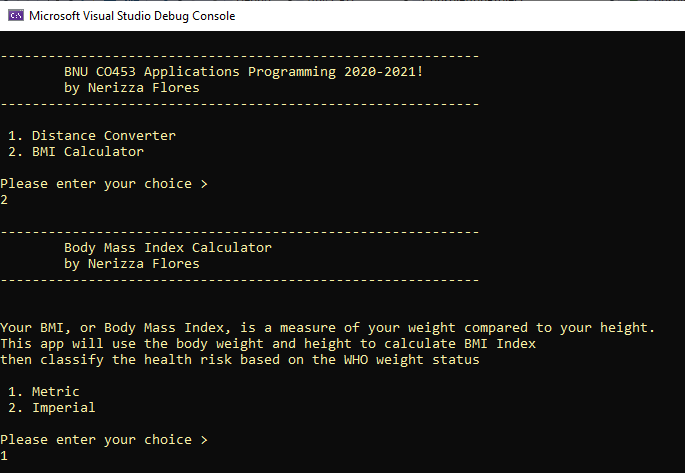 Microsoft Visual Studio Debug Console
------------------------------------------------------------
BNU CO453 Applications Programming 2020-2021!
by Nerizza Flores
------------------------------------------------------------
1. Distance Converter
2. BMI Calculator
Please enter your choice >
2
------------------------------------------------------------
Body Mass Index Calculator
by Nerizza Flores
------------------------------------------------------------
Your BMI, or Body Mass Index, is a measure of your weight compared to your height.
This app will use the body weight and height to calculate BMI Index
then classify the health risk based on the WHO weight status
1. Metric
2. Imperial
Please enter your choice >
1